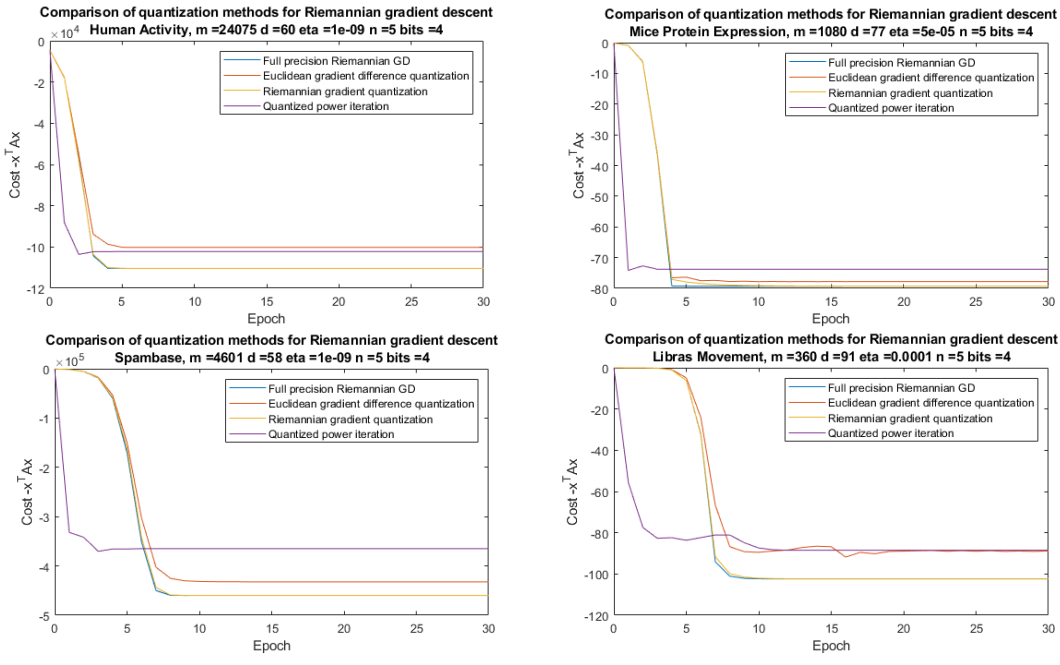 Comparison of quantization methods for Riemannian gradient descent
Human Activity, m =24075 d =60 eta =1e-09 n =5 bits =4
× 10^4
0
-2
-4
-6
-8
-10
-12
Cost -x^T Ax
0 5 10 15 20 25 30
Epoch
Full precision Riemannian GD
Euclidean gradient difference quantization
Riemannian gradient quantization
Quantized power iteration
Comparison of quantization methods for Riemannian gradient descent
Mice Protein Expression, m =1080 d =77 eta =5e-05 n =5 bits =4
0
-10
-20
-30
-40
-50
-60
-70
-80
Cost -x^T Ax
0 5 10 15 20 25 30
Epoch
Full precision Riemannian GD
Euclidean gradient difference quantization
Riemannian gradient quantization
Quantized power iteration
Comparison of quantization methods for Riemannian gradient descent
Spambase, m =4601 d =58 eta =1e-09 n =5 bits =4
× 10^5
0
-1
-2
-3
-4
-5
Cost -x^T Ax
0 5 10 15 20 25 30
Epoch
Full precision Riemannian GD
Euclidean gradient difference quantization
Riemannian gradient quantization
Quantized power iteration
Comparison of quantization methods for Riemannian gradient descent
Libras Movement, m =360 d =91 eta =0.0001 n =5 bits =4
0
-20
-40
-60
-80
-100
-120
Cost -x^T Ax
0 5 10 15 20 25 30
Epoch
Full precision Riemannian GD
Euclidean gradient difference quantization
Riemannian gradient quantization
Quantized power iteration